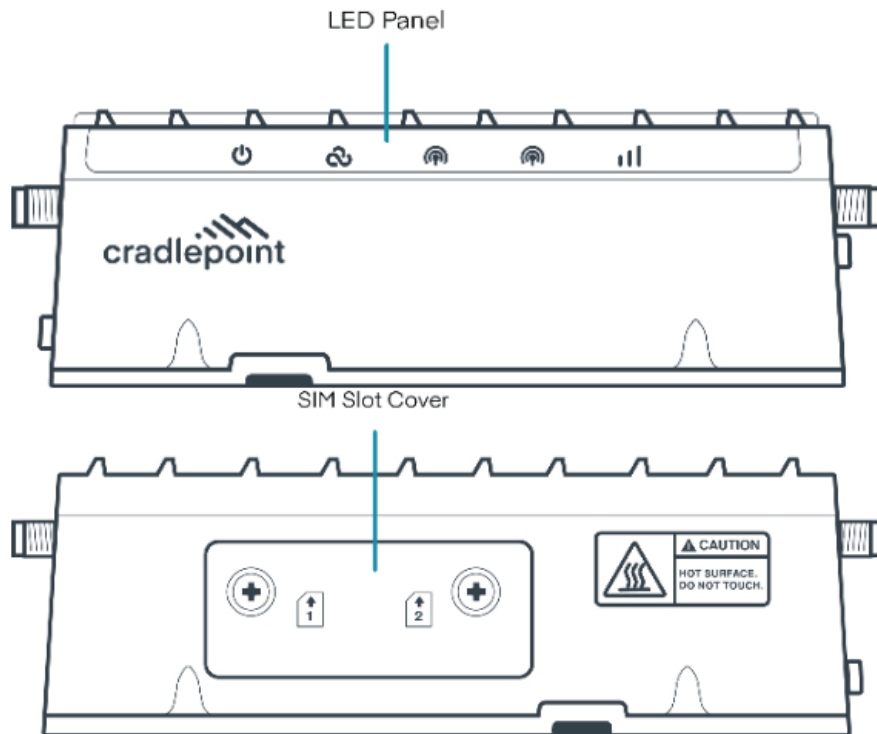 LED Panel
cradlepoint
SIM Slot Cover
1
2
CAUTION
HOT SURFACE.
DO NOT TOUCH.